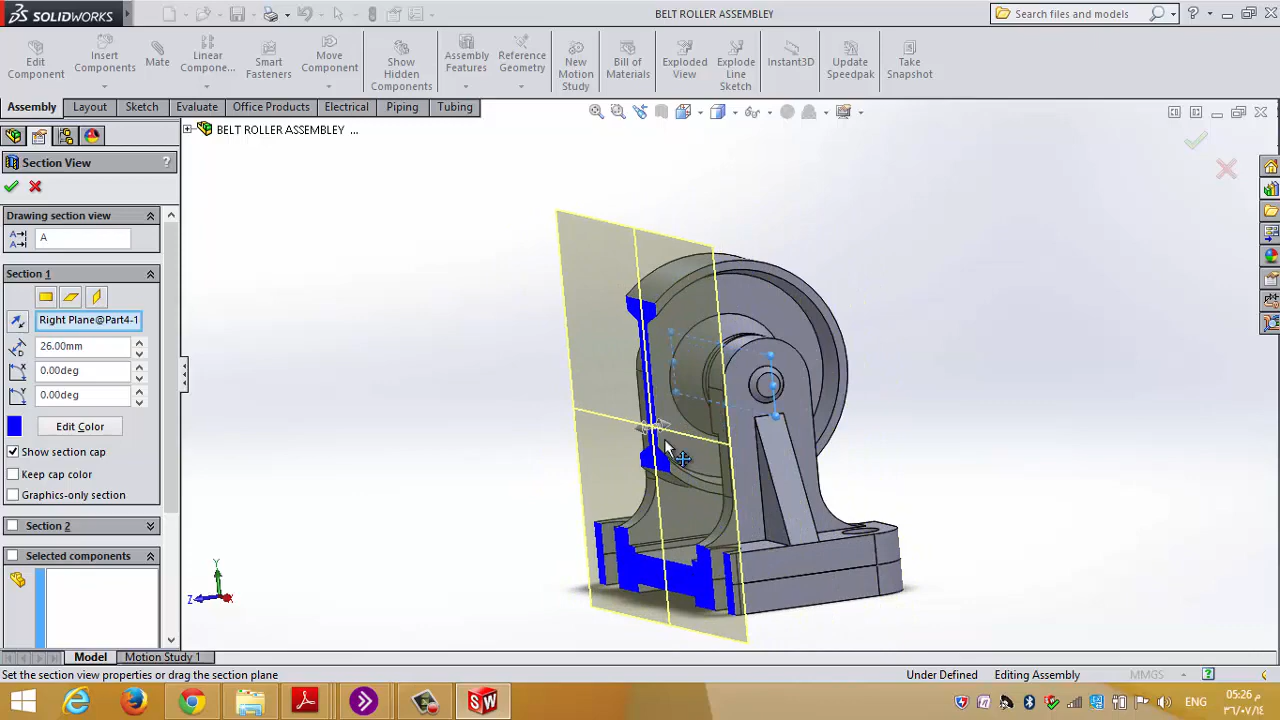 SOLIDWORKS
BELT ROLLER ASSEMBLEY
Search files and models
Edit Component
Insert Components
Mate
Linear Compone...
Smart Fasteners
Move Component
Show Hidden Components
Assembly Features
Reference Geometry
New Motion Study
Bill of Materials
Exploded View
Explode Line Sketch
Instant3D
Update Speedpak
Take Snapshot
Assembly
Layout
Sketch
Evaluate
Office Products
Electrical
Piping
Tubing
BELT ROLLER ASSEMBLEY ...
Section View
?
Drawing section view
A
Section 1
Right Plane@Part4-1
26.00mm
0.00deg
0.00deg
Edit Color
Show section cap
Keep cap color
Graphics-only section
Section 2
Selected components
Y
Z
X
Model
Motion Study 1
Set the section view properties or drag the section plane
Under Defined
Editing Assembly
MMGS
ENG
05:26 م
٣٦/٠٧/١٤